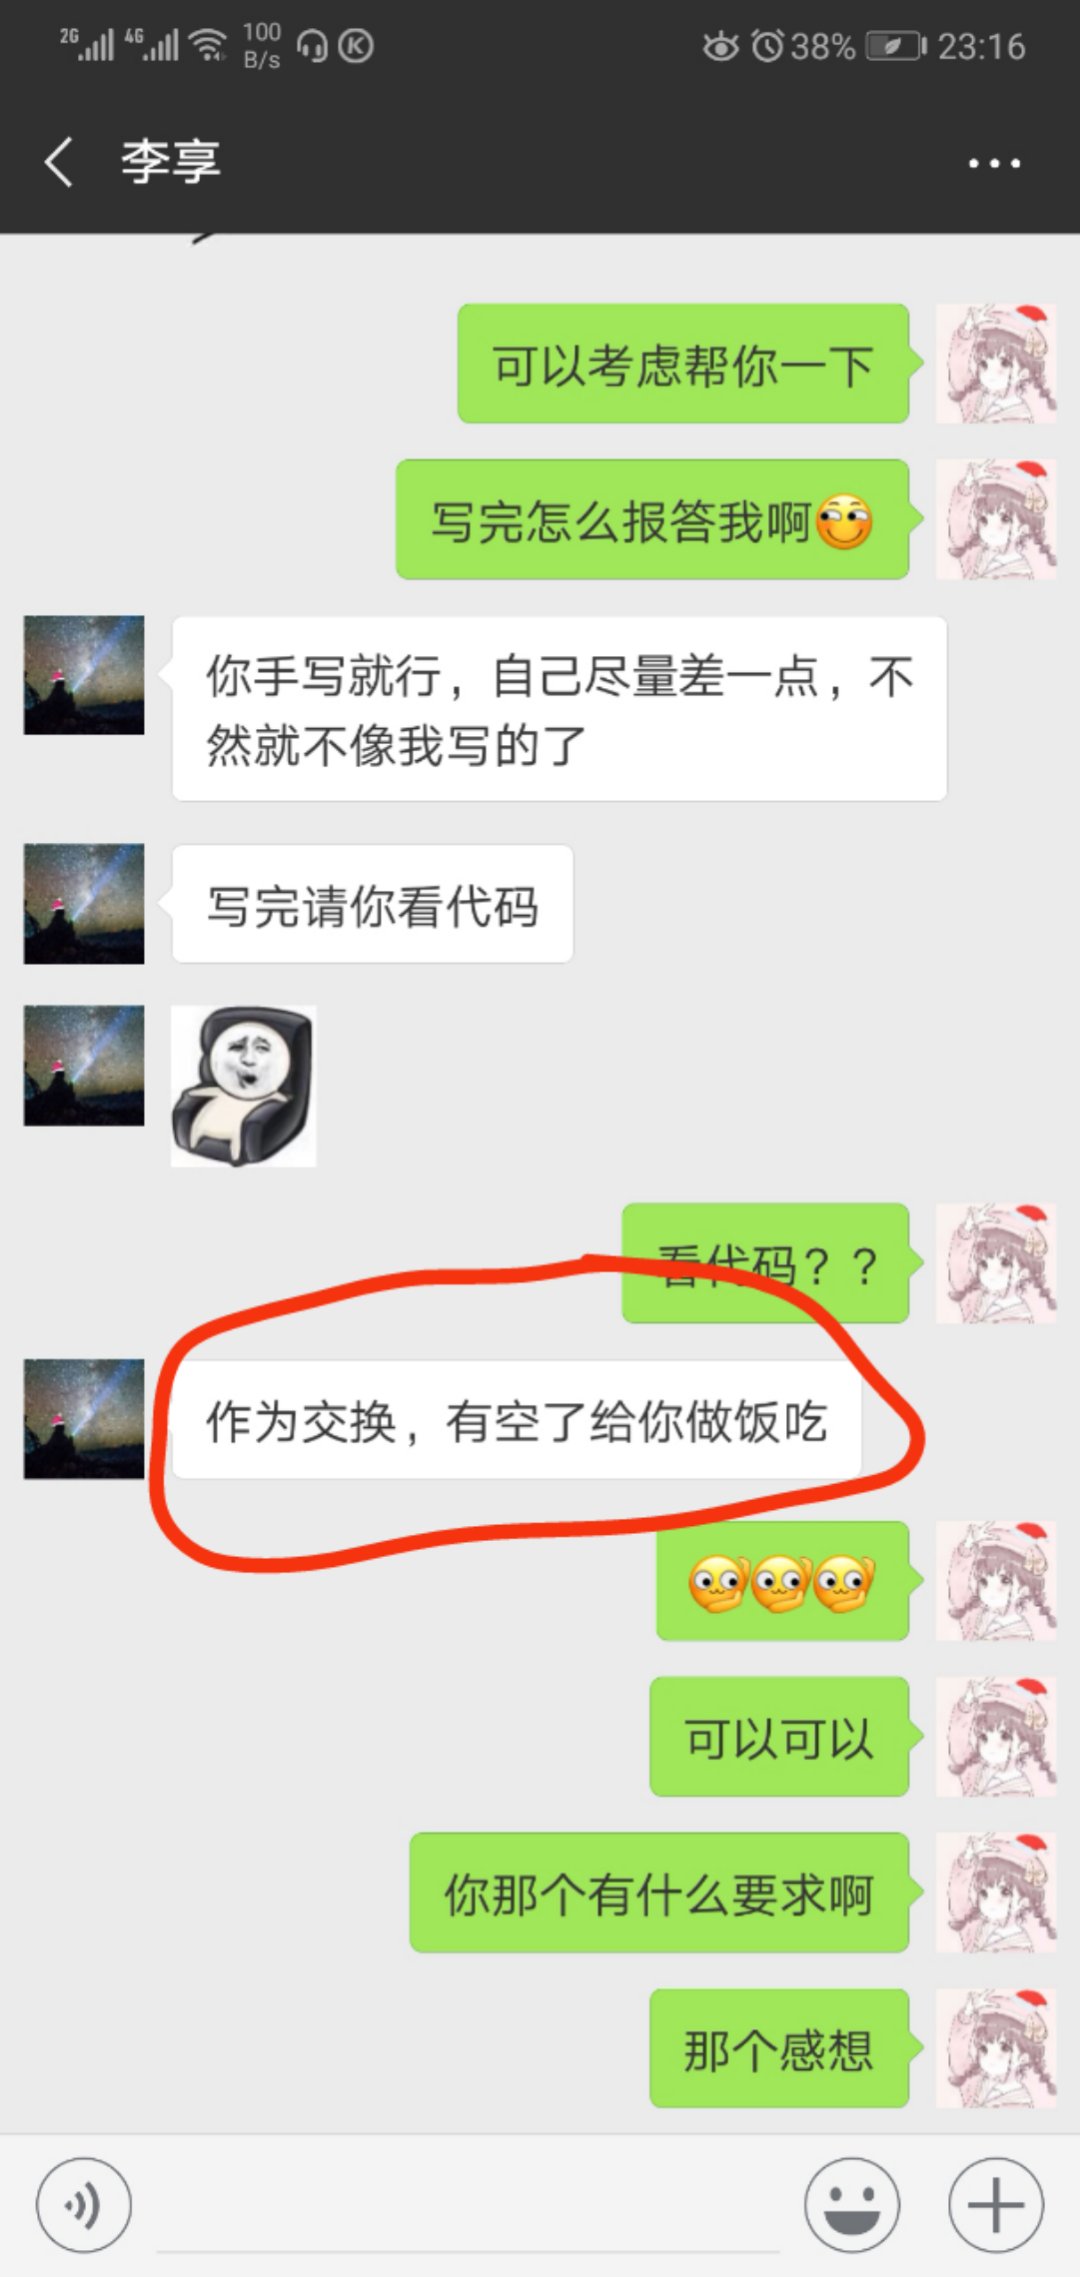 2G 4G 100 B/s K 38% 23:16
李享
可以考虑帮你一下
写完怎么报答我啊
你手写就行，自己尽量差一点，不
然就不像我写的了
写完请你看代码
看代码？？
作为交换，有空了给你做饭吃
可以可以
你那个有什么要求啊
那个感想